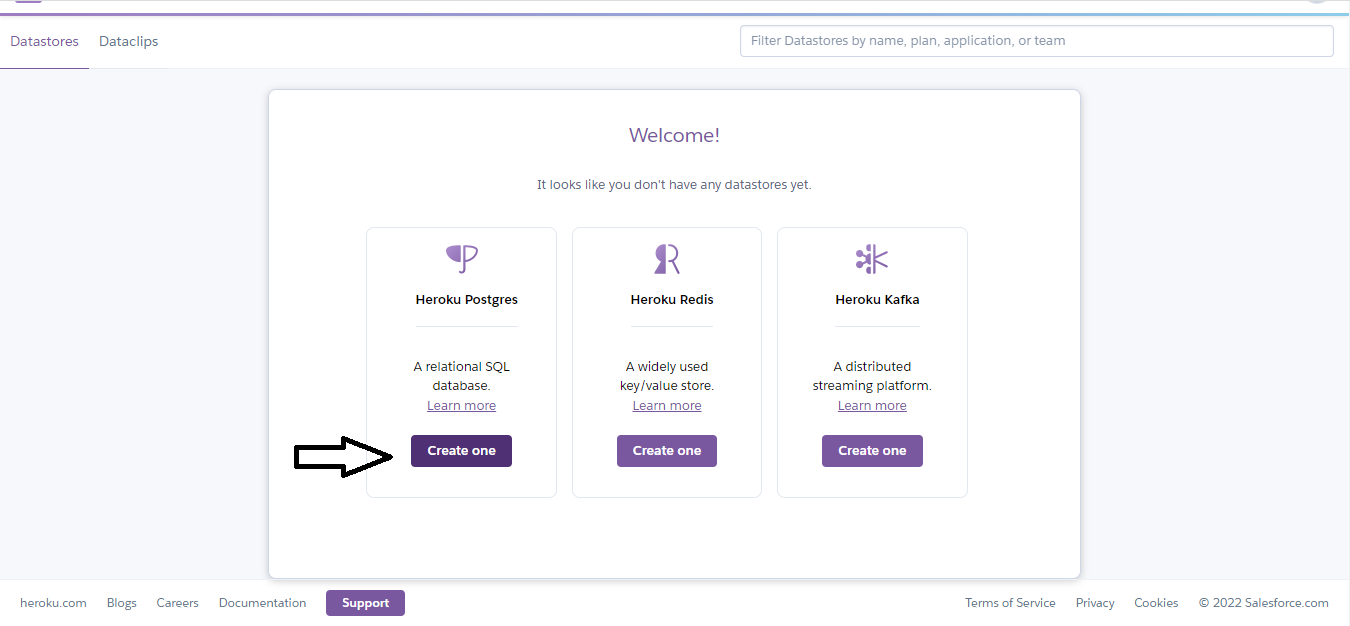 Datastores Dataclips Filter Datastores by name, plan, application, or team
Welcome!
It looks like you don't have any datastores yet.
Heroku Postgres
A relational SQL
database.
Learn more
Create one
Heroku Redis
A widely used
key/value store.
Learn more
Create one
Heroku Kafka
A distributed
streaming platform.
Learn more
Create one
heroku.com Blogs Careers Documentation Support Terms of Service Privacy Cookies © 2022 Salesforce.com